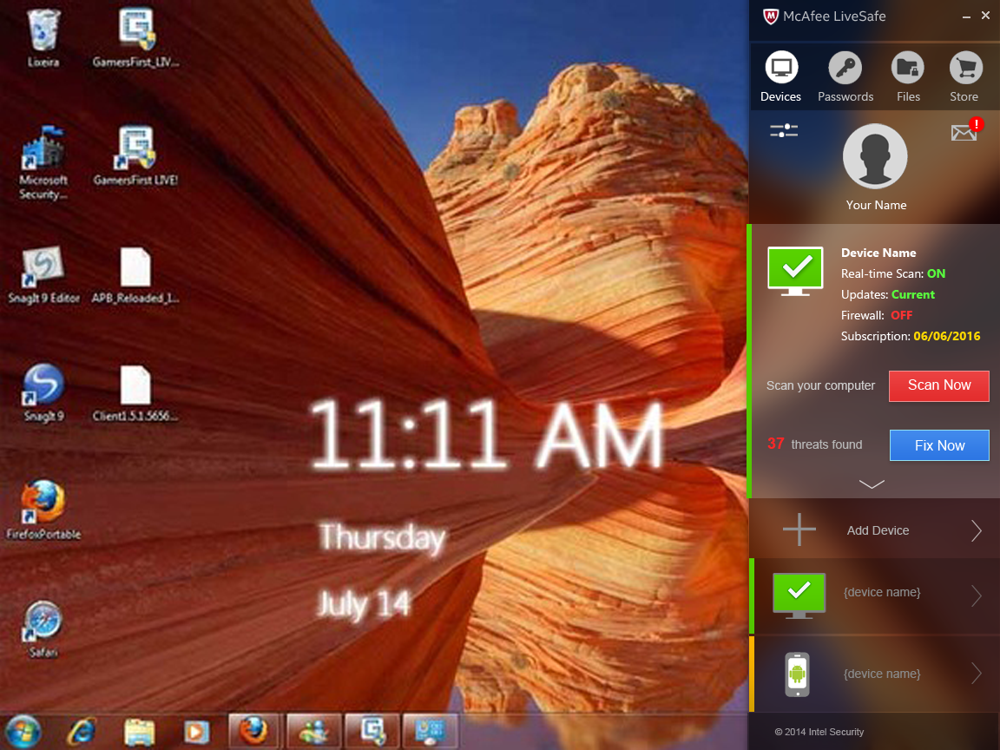 Lixeira
GamersFirst_LIV...
Microsoft
Security...
GamersFirst LIVE!
SnagIt 9 Editor
APB_Reloaded_1...
SnagIt 9
Client1.5.1.5656...
FirefoxPortable
Safari
11:11 AM
Thursday
July 14
McAfee LiveSafe
Devices
Passwords
Files
Store
!
Your Name
Device Name
Real-time Scan: ON
Updates: Current
Firewall: OFF
Subscription: 06/06/2016
Scan your computer
Scan Now
37 threats found
Fix Now
Add Device
{device name}
{device name}
© 2014 Intel Security